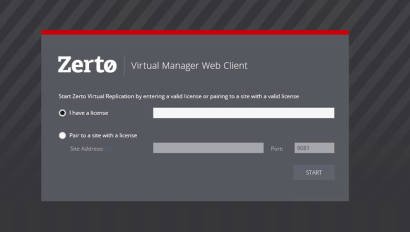 Zerto Virtual Manager Web Client
Start Zerto Virtual Replication by entering a valid license or pairing to a site with a valid license
I have a license
Pair to a site with a license
Site Address:
Port: 9081
START